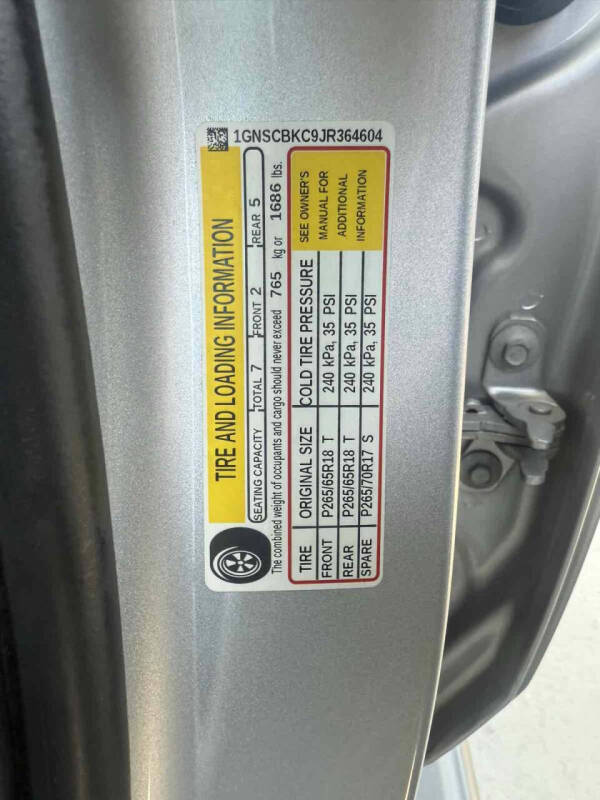 1GNSCBKC9JR364604
TIRE AND LOADING INFORMATION
SEATING CAPACITY TOTAL 7 FRONT 2 REAR 5
The combined weight of occupants and cargo should never exceed 765 kg or 1686 lbs.
TIRE ORIGINAL SIZE COLD TIRE PRESSURE
FRONT P265/65R18 T 240 kPa, 35 PSI
REAR P265/65R18 T 240 kPa, 35 PSI
SPARE P265/70R17 S 240 kPa, 35 PSI
SEE OWNER'S
MANUAL FOR
ADDITIONAL
INFORMATION